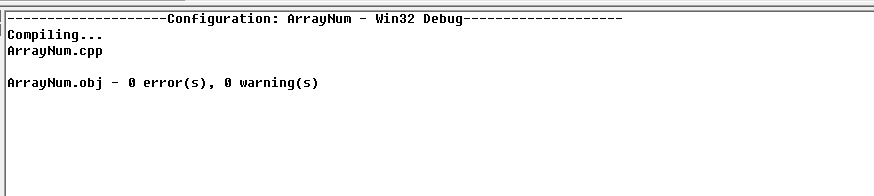 --------------------Configuration: ArrayNum - Win32 Debug--------------------
Compiling...
ArrayNum.cpp
ArrayNum.obj - 0 error(s), 0 warning(s)